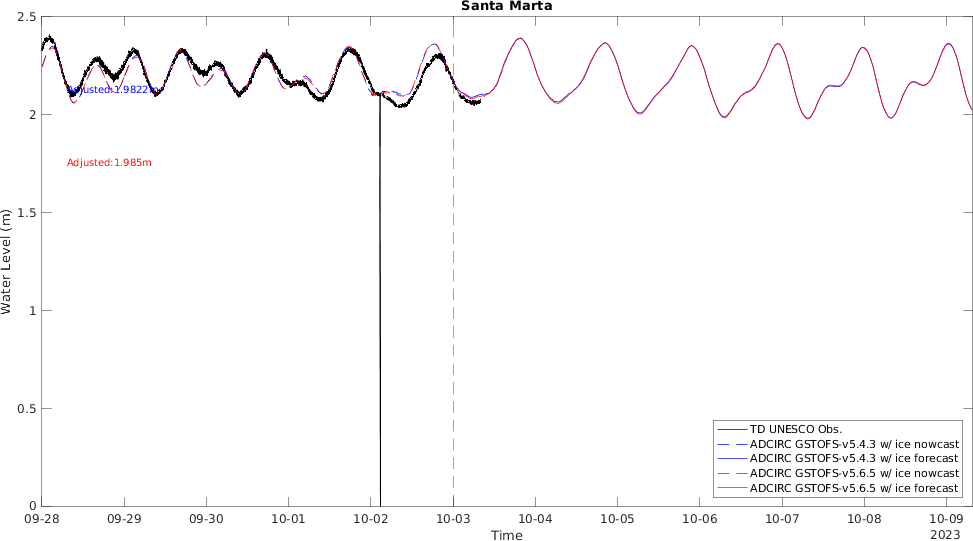 Santa Marta
2.5
2
1.5
1
0.5
0
Water Level (m)
Adjusted:1.9822m
Adjusted:1.985m
TD UNESCO Obs.
ADCIRC GSTOFS-v5.4.3 w/ ice nowcast
ADCIRC GSTOFS-v5.4.3 w/ ice forecast
ADCIRC GSTOFS-v5.6.5 w/ ice nowcast
ADCIRC GSTOFS-v5.6.5 w/ ice forecast
09-28 09-29 09-30 10-01 10-02 10-03 10-04 10-05 10-06 10-07 10-08 10-09
Time 2023